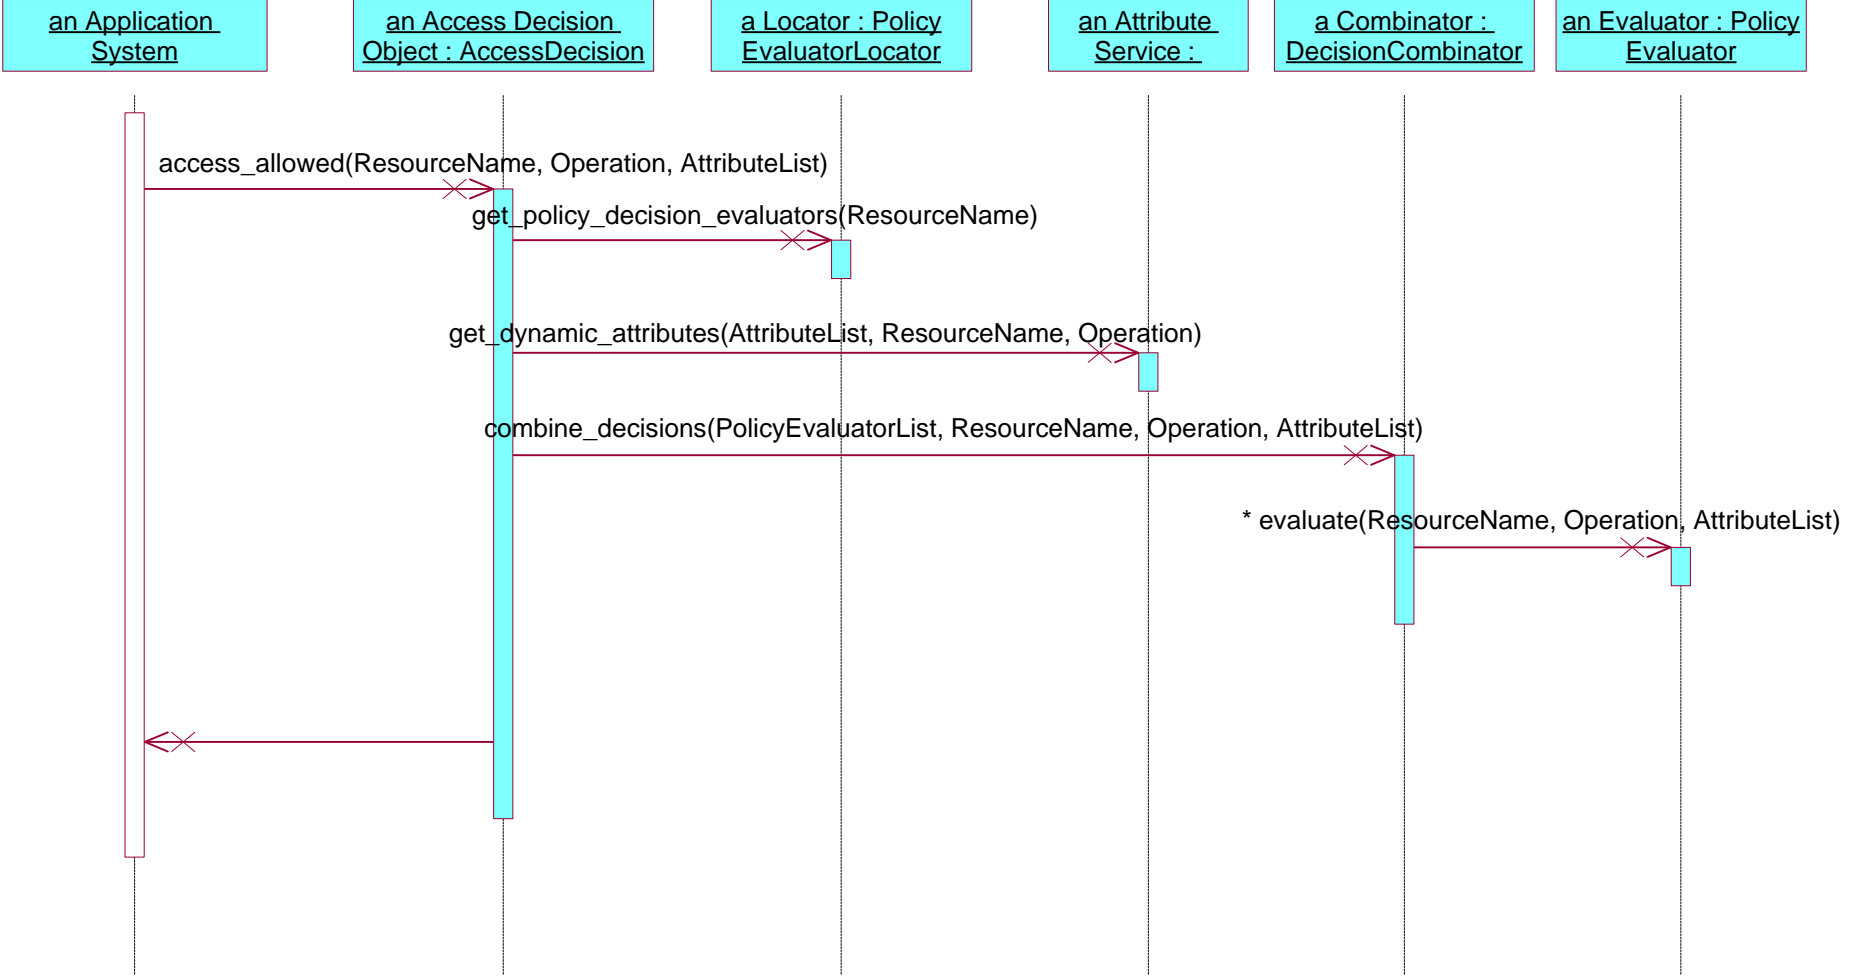 an Application
System
an Access Decision
Object : AccessDecision
a Locator : Policy
EvaluatorLocator
an Attribute
Service :
a Combinator :
DecisionCombinator
an Evaluator : Policy
Evaluator
access_allowed(ResourceName, Operation, AttributeList)
get_policy_decision_evaluators(ResourceName)
get_dynamic_attributes(AttributeList, ResourceName, Operation)
combine_decisions(PolicyEvaluatorList, ResourceName, Operation, AttributeList)
* evaluate(ResourceName, Operation, AttributeList)